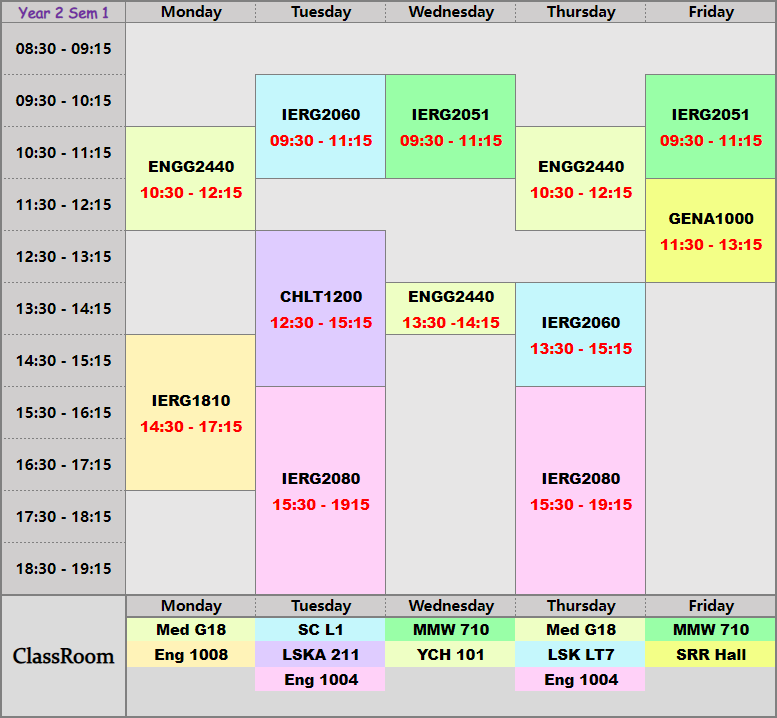 Year 2 Sem 1 Monday Tuesday Wednesday Thursday Friday
08:30 - 09:15
09:30 - 10:15
IERG2060 IERG2051 IERG2051
09:30 - 11:15 09:30 - 11:15 09:30 - 11:15
10:30 - 11:15
ENGG2440 ENGG2440
10:30 - 12:15 10:30 - 12:15
11:30 - 12:15
GENA1000
11:30 - 13:15
12:30 - 13:15
13:30 - 14:15
CHLT1200 ENGG2440
12:30 - 15:15 13:30 -14:15
IERG2060
13:30 - 15:15
14:30 - 15:15
IERG1810
14:30 - 17:15
15:30 - 16:15
16:30 - 17:15
IERG2080 IERG2080
15:30 - 1915 15:30 - 19:15
17:30 - 18:15
18:30 - 19:15
Monday Tuesday Wednesday Thursday Friday
ClassRoom
Med G18 SC L1 MMW 710 Med G18 MMW 710
Eng 1008 LSKA 211 YCH 101 LSK LT7 SRR Hall
Eng 1004 Eng 1004